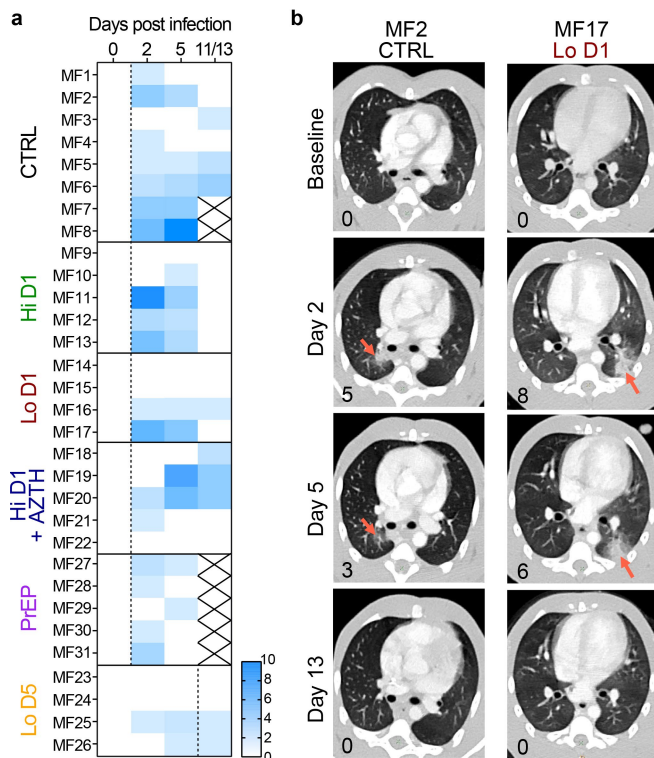 a
Days post infection
0 2 5 11/13
CTRL
MF1
MF2
MF3
MF4
MF5
MF6
MF7
MF8
Hi D1
MF9
MF10
MF11
MF12
MF13
Lo D1
MF14
MF15
MF16
MF17
Hi D1
+ AZTH
MF18
MF19
MF20
MF21
MF22
PrEP
MF27
MF28
MF29
MF30
MF31
Lo D5
MF23
MF24
MF25
MF26
10
8
6
4
2
0
b
MF2
CTRL
MF17
Lo D1
Baseline
0
0
Day 2
5
8
Day 5
3
6
Day 13
0
0